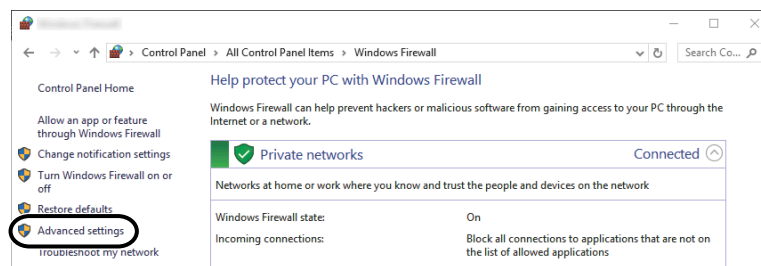 Control Panel > All Control Panel Items > Windows Firewall
Search Co...
Control Panel Home
Allow an app or feature
through Windows Firewall
Change notification settings
Turn Windows Firewall on or
off
Restore defaults
Advanced settings
Troubleshoot my network
Help protect your PC with Windows Firewall
Windows Firewall can help prevent hackers or malicious software from gaining access to your PC through the
Internet or a network.
Private networks
Connected
Networks at home or work where you know and trust the people and devices on the network
Windows Firewall state:
On
Incoming connections:
Block all connections to applications that are not on
the list of allowed applications